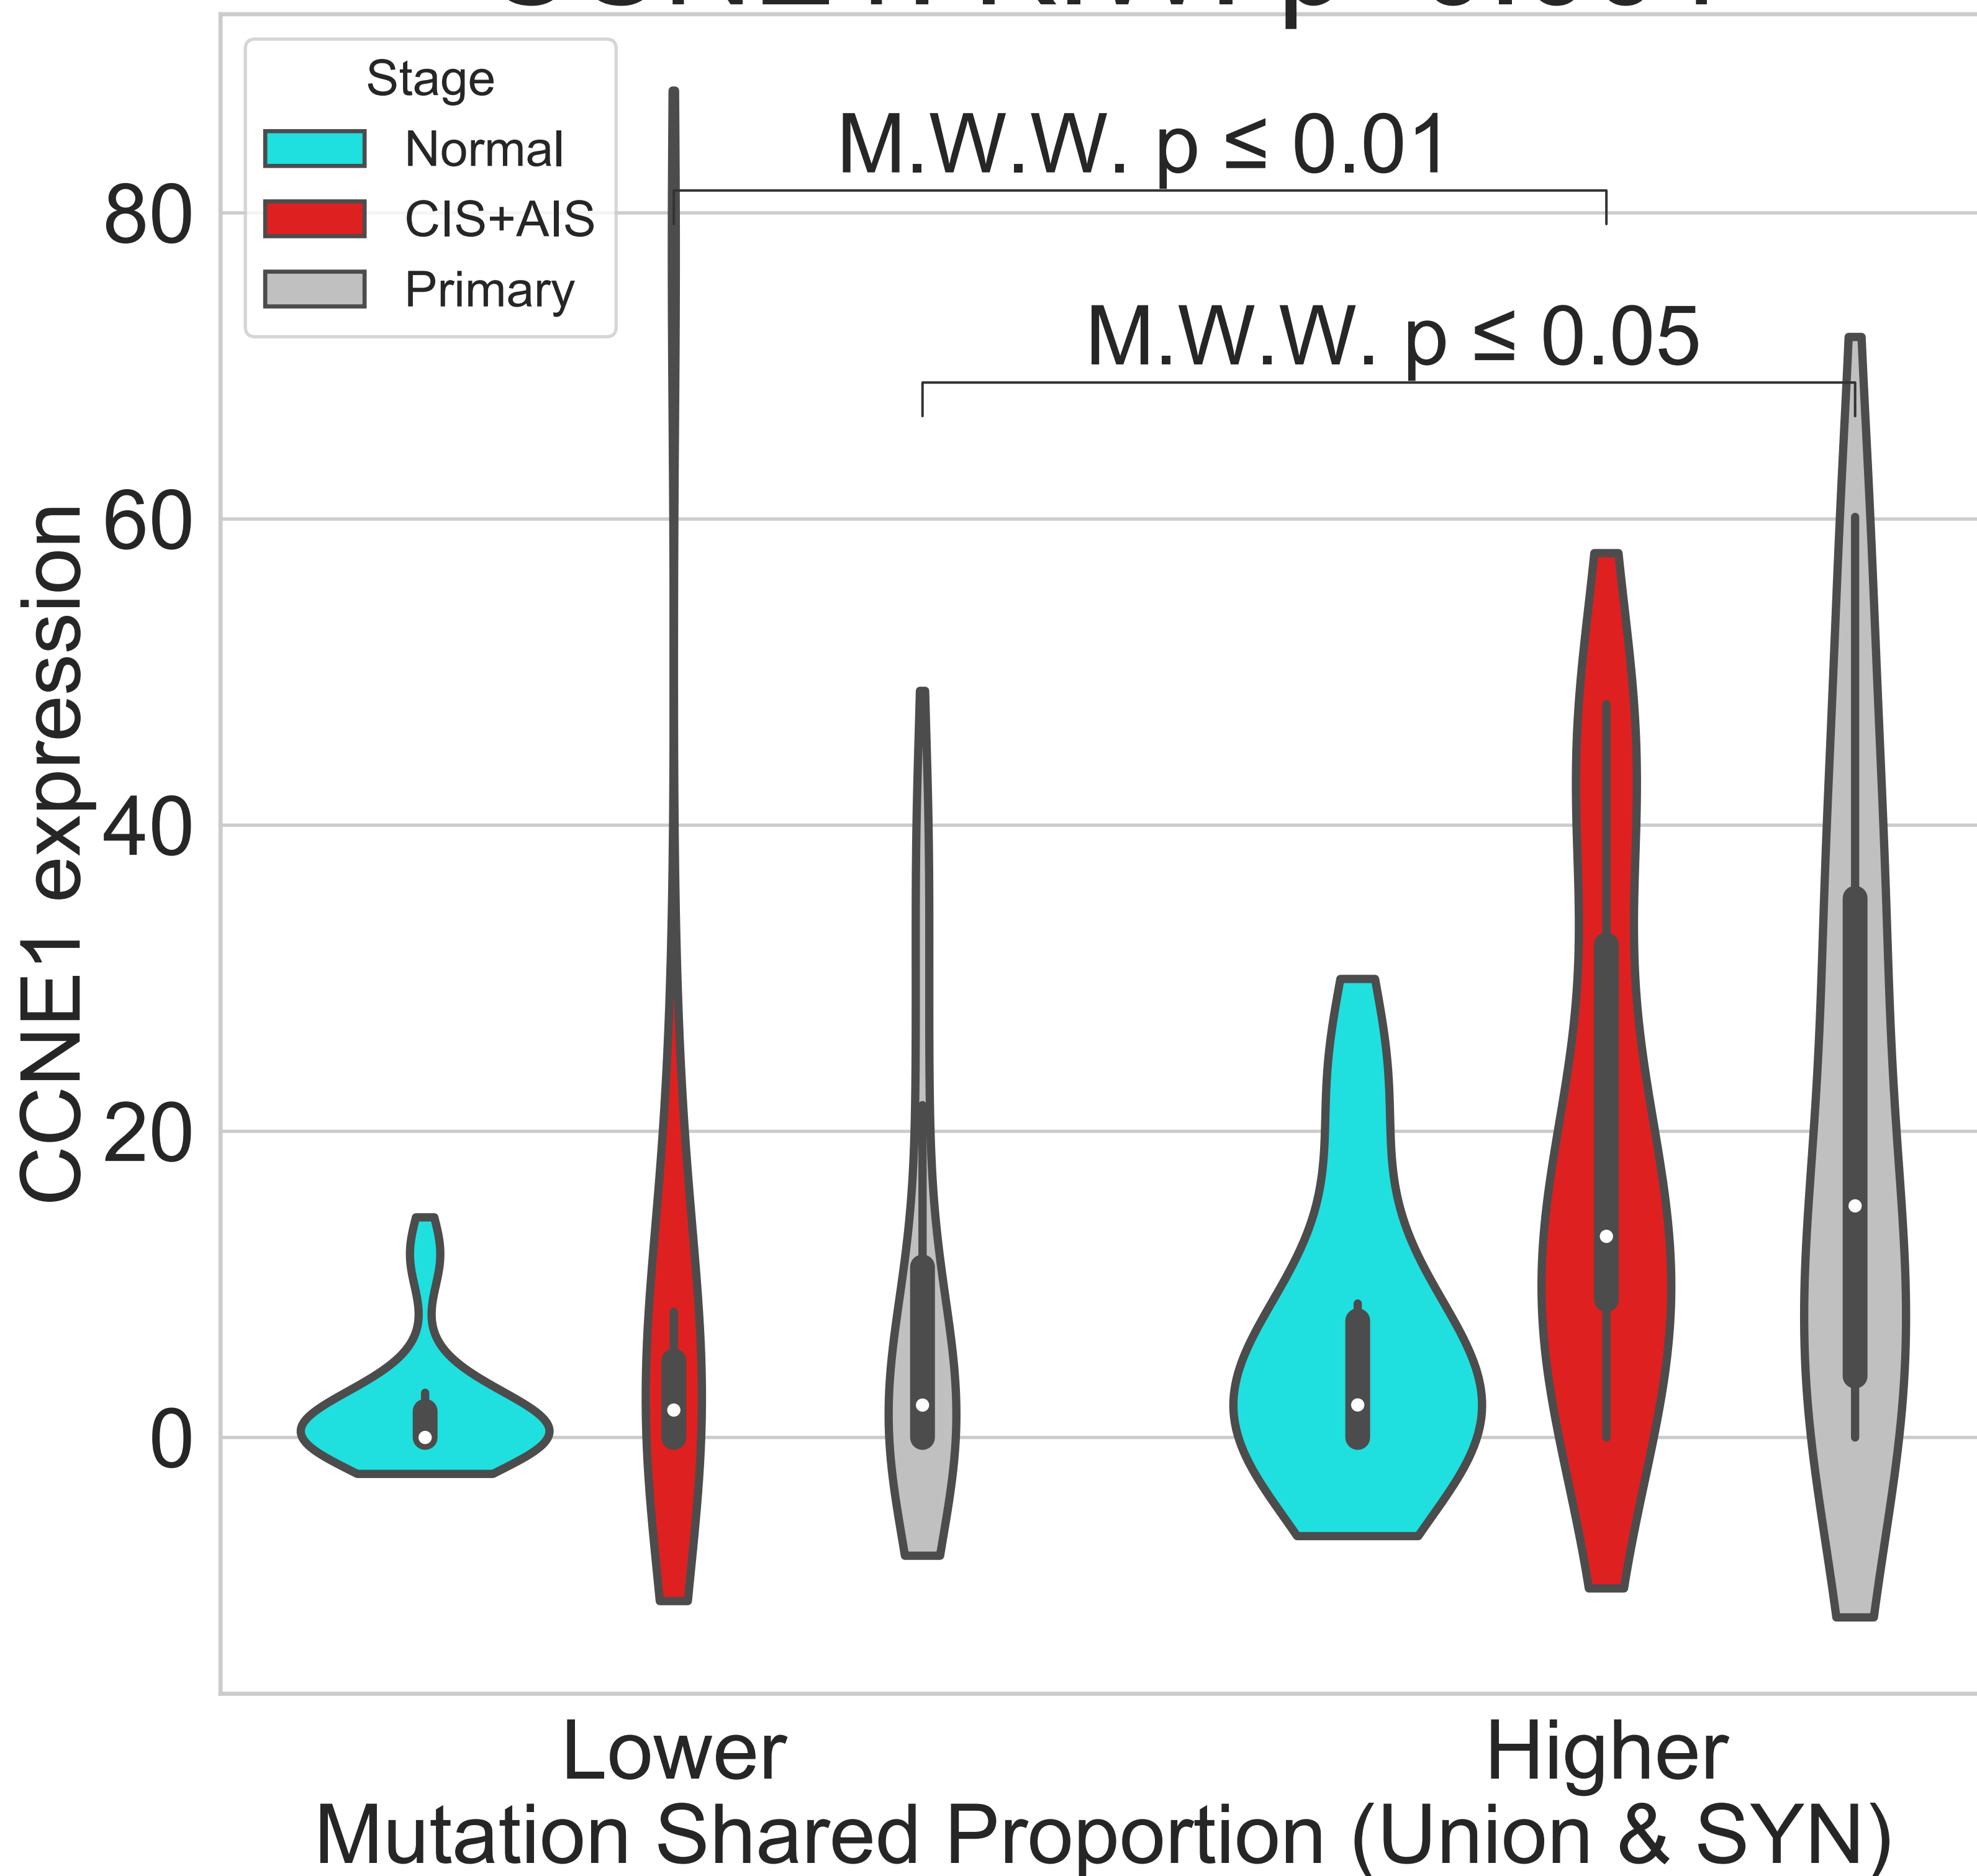 Stage
Normal
CIS+AIS
Primary
M.W.W. p ≤ 0.01
M.W.W. p ≤ 0.05
CCNE1 expression
80
60
40
20
0
Lower
Higher
Mutation Shared Proportion (Union & SYN)